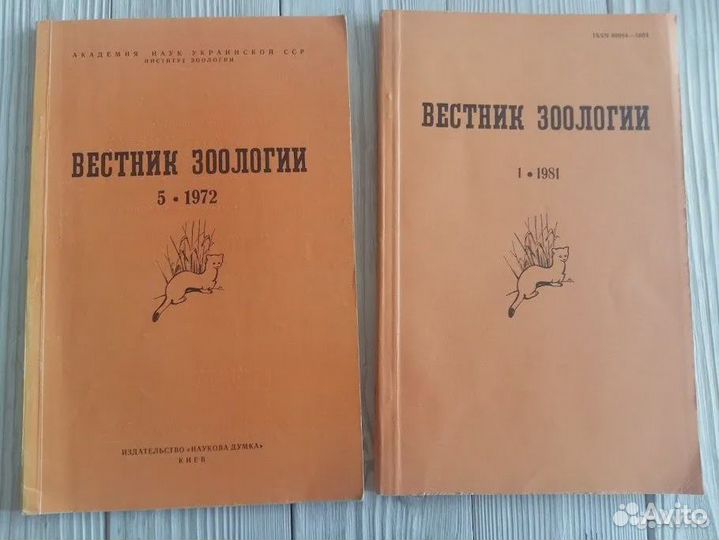 АКАДЕМИЯ НАУК УКРАИНСКОЙ ССР
ИНСТИТУТ ЗООЛОГИИ
ВЕСТНИК ЗООЛОГИИ
5 • 1972
ИЗДАТЕЛЬСТВО «НАУКОВА ДУМКА»
КИЕВ
ВЕСТНИК ЗООЛОГИИ
1 • 1981
Avito